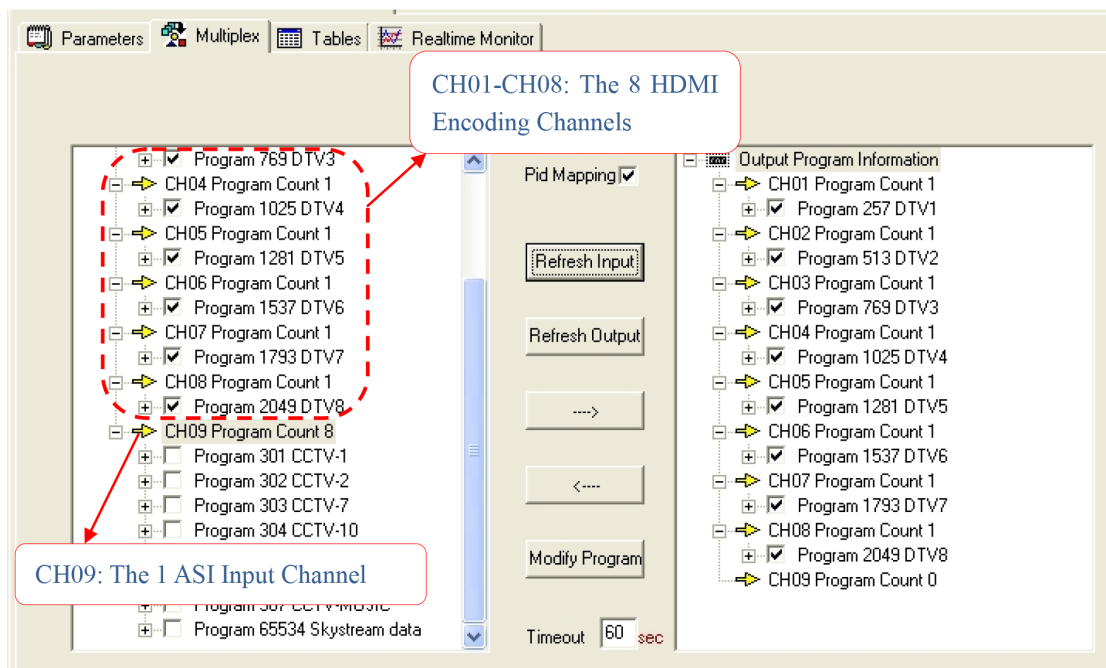 Parameters Multiplex Tables Realtime Monitor
CH01-CH08: The 8 HDMI
Encoding Channels
Program 769 DTV3
CH04 Program Count 1
Program 1025 DTV4
CH05 Program Count 1
Program 1281 DTV5
CH06 Program Count 1
Program 1537 DTV6
CH07 Program Count 1
Program 1793 DTV7
CH08 Program Count 1
Program 2049 DTV8
CH09 Program Count 8
Program 301 CCTV-1
Program 302 CCTV-2
Program 303 CCTV-7
Program 304 CCTV-10
CH09: The 1 ASI Input Channel
Program 307 CCTV-MUSIC
Program 65534 Skystream data
Pid Mapping
Refresh Input
Refresh Output
---->
<----
Modify Program
Timeout 60 sec
Output Program Information
CH01 Program Count 1
Program 257 DTV1
CH02 Program Count 1
Program 513 DTV2
CH03 Program Count 1
Program 769 DTV3
CH04 Program Count 1
Program 1025 DTV4
CH05 Program Count 1
Program 1281 DTV5
CH06 Program Count 1
Program 1537 DTV6
CH07 Program Count 1
Program 1793 DTV7
CH08 Program Count 1
Program 2049 DTV8
CH09 Program Count 0